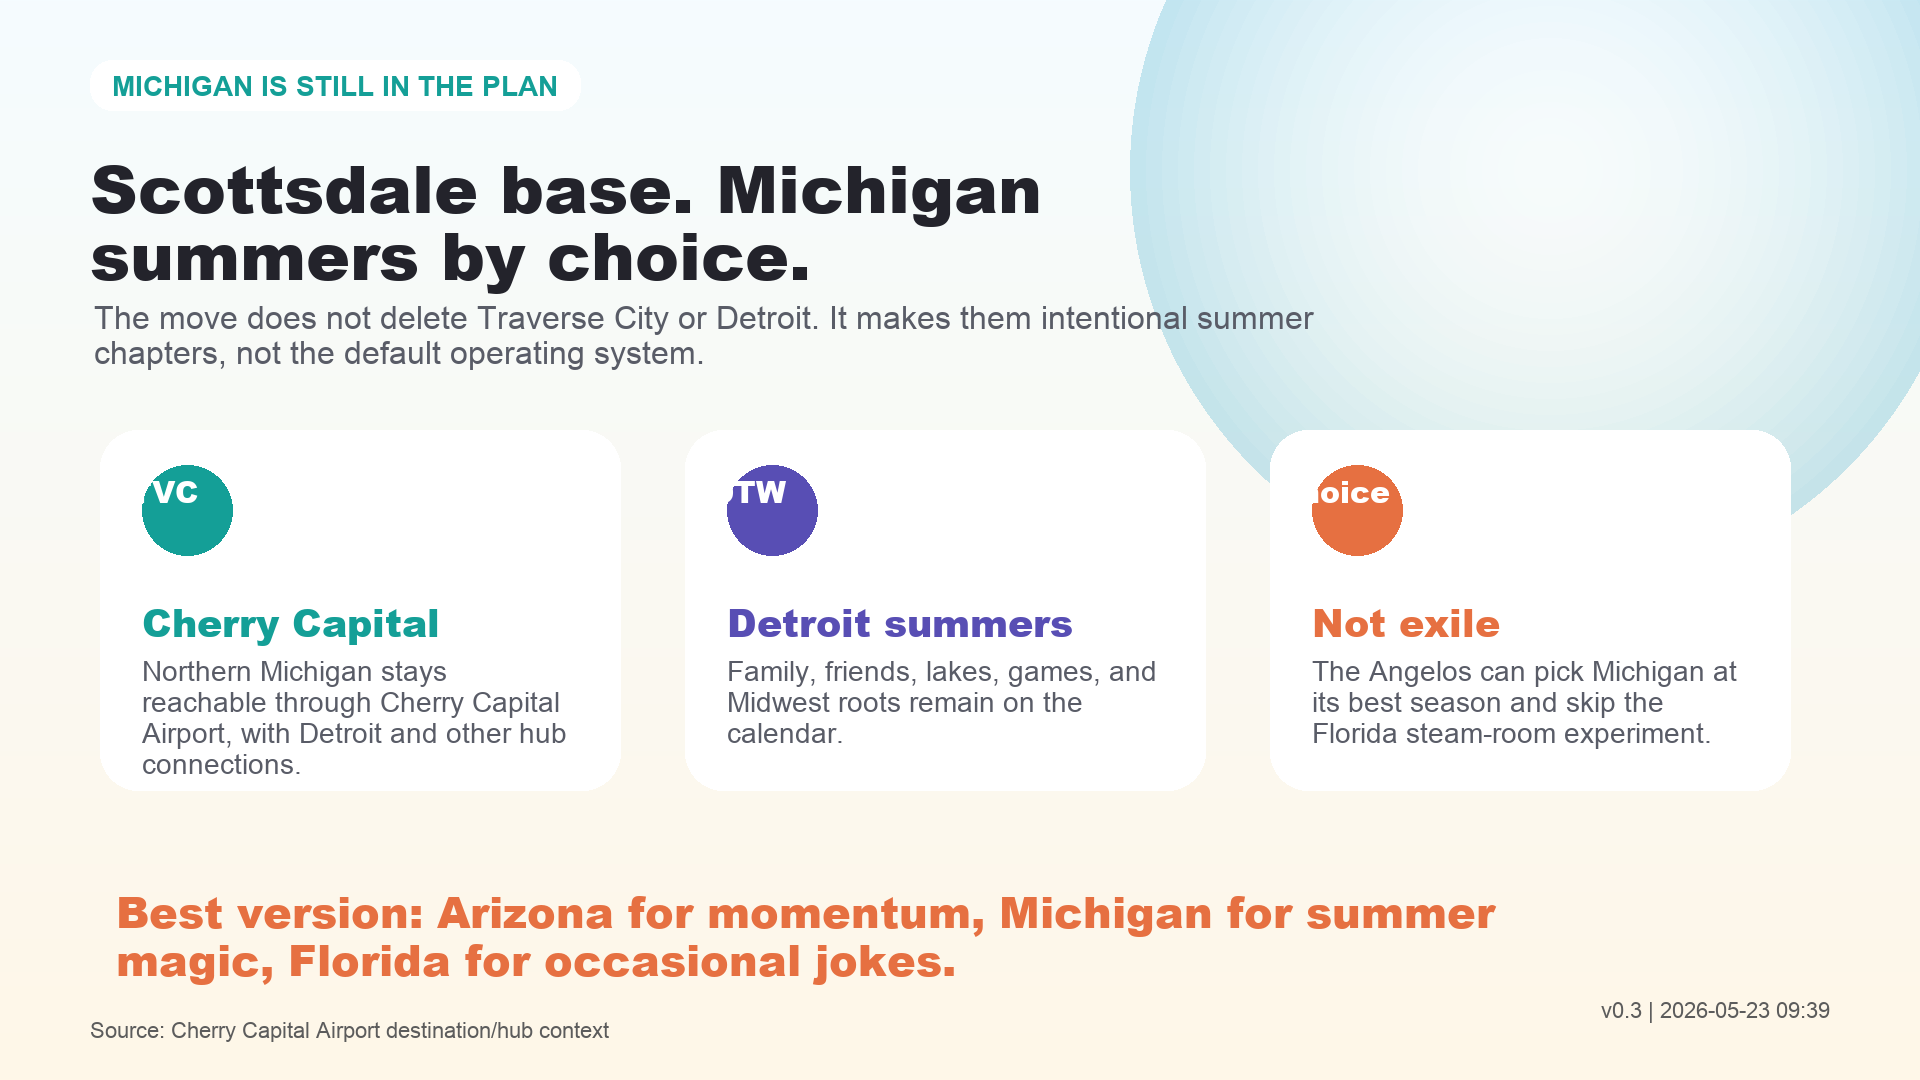 MICHIGAN IS STILL IN THE PLAN
Scottsdale base. Michigan
summers by choice.
The move does not delete Traverse City or Detroit. It makes them intentional summer
chapters, not the default operating system.
VC
TW
oice
Cherry Capital
Northern Michigan stays
reachable through Cherry Capital
Airport, with Detroit and other hub
connections.
Detroit summers
Family, friends, lakes, games, and
Midwest roots remain on the
calendar.
Not exile
The Angelos can pick Michigan at
its best season and skip the
Florida steam-room experiment.
Best version: Arizona for momentum, Michigan for summer
magic, Florida for occasional jokes.
v0.3 | 2026-05-23 09:39
Source: Cherry Capital Airport destination/hub context